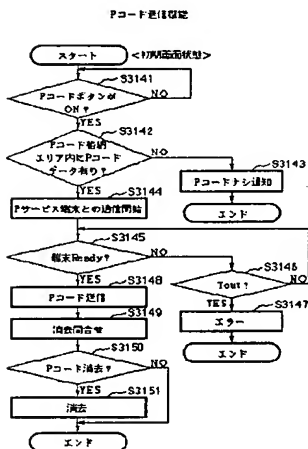 Pコード送信機能
スタート
<初期画面状態>
S3141
Pコードボタンが
ON?
NO
YES
S3142
Pコード格納
エリア内にPコード
データ有り?
NO
YES
S3143
Pコードナシ通知
エンド
S3144
Pサービス端末との送信開始
S3145
端末Ready?
NO
YES
S3146
Tout?
NO
YES
S3147
エラー
エンド
S3148
Pコード送信
S3149
消去問合せ
S3150
Pコード消去?
NO
YES
S3151
消去
エンド